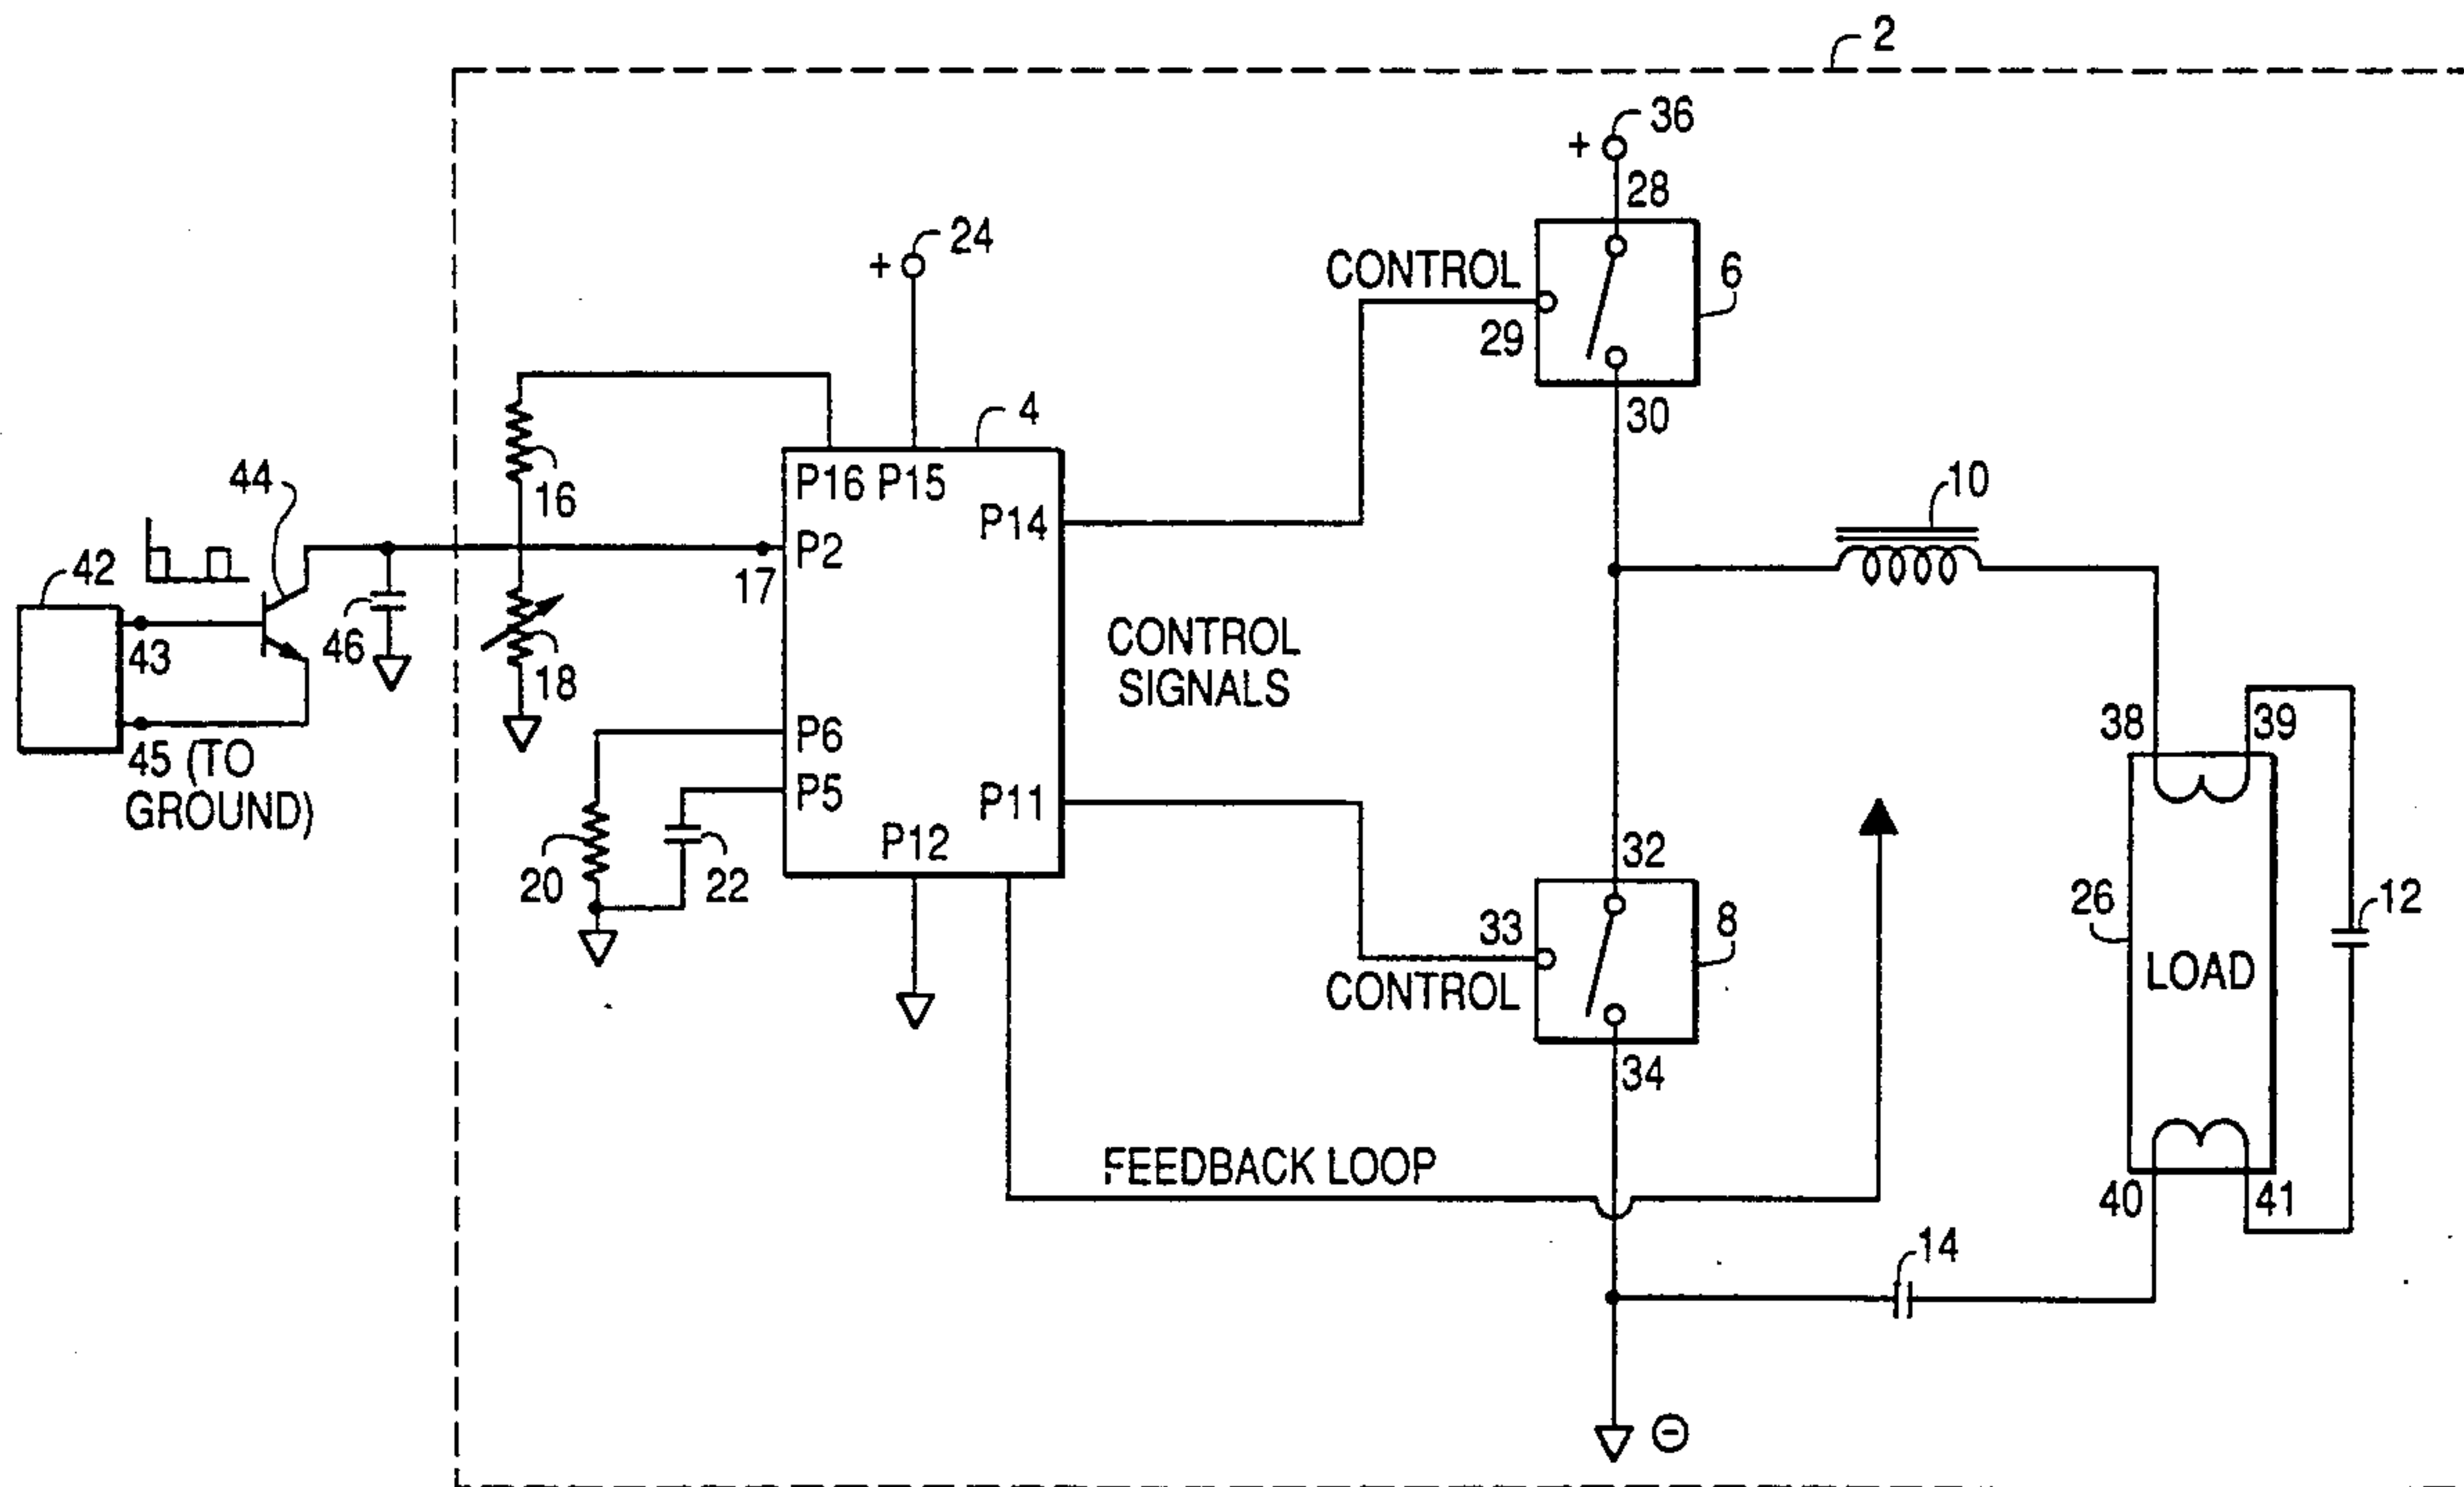 2
36
+
28
24
+
CONTROL
6
29
4
30
44
16
P16 P15
P14
10
P2
42
17
43
46
CONTROL
SIGNALS
18
38
39
45 (TO
GROUND)
P6
P5
P11
P12
32
20
22
33
8
26
12
CONTROL
LOAD
34
FEEDBACK LOOP
40
41
14
⊖